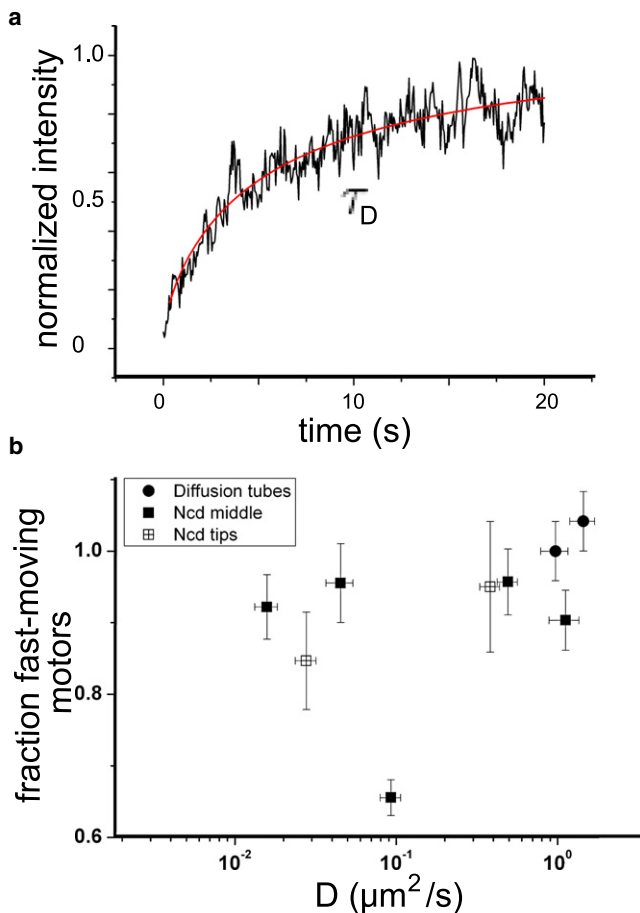 a
1.0
0.5
0
normalized intensity
τD
0
10
20
time (s)
b
Diffusion tubes
Ncd middle
Ncd tips
1.0
0.8
0.6
fraction fast-moving
motors
10⁻²
10⁻¹
10⁰
D (µm²/s)